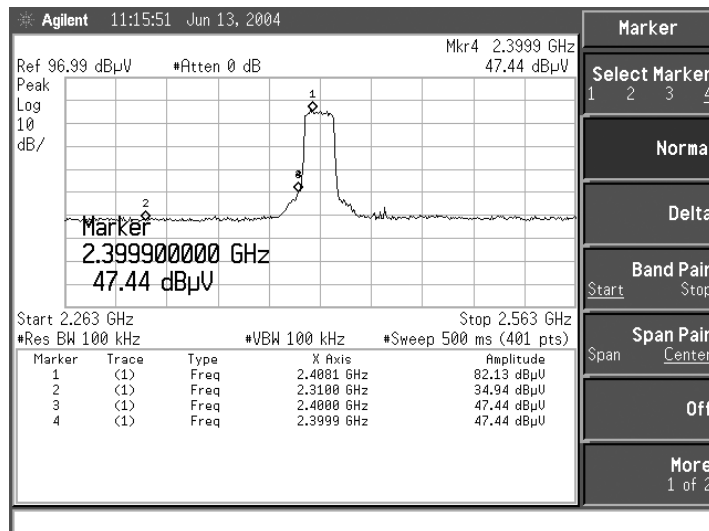 Agilent 11:15:51 Jun 13, 2004
Marker
Mkr4 2.3999 GHz
Ref 96.99 dBµV #Atten 0 dB 47.44 dBµV
Peak
Log
10
dB/
1
2
Marker
2.399900000 GHz
47.44 dBµV
Start 2.263 GHz Stop 2.563 GHz
#Res BW 100 kHz #VBW 100 kHz #Sweep 500 ms (401 pts)
Marker Trace Type X Axis Amplitude
1 (1) Freq 2.4081 GHz 82.13 dBµV
2 (1) Freq 2.3100 GHz 34.94 dBµV
3 (1) Freq 2.4000 GHz 47.44 dBµV
4 (1) Freq 2.3999 GHz 47.44 dBµV
Select Marker
1 2 3 4
Norma
Delta
Band Pair
Start Stop
Span Pair
Span Center
Off
More
1 of 2